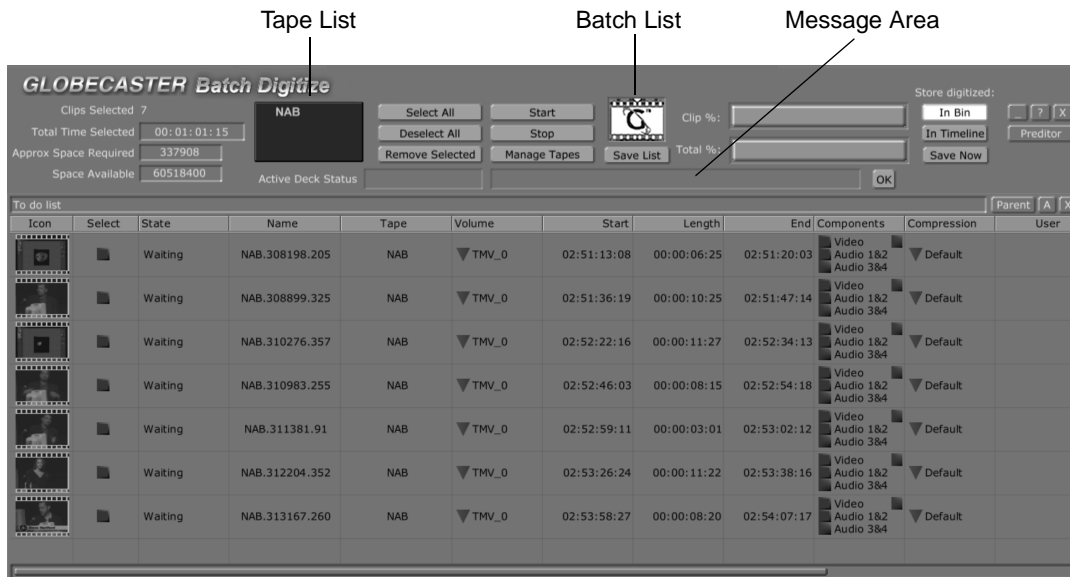 Tape List Batch List Message Area
GLOBECASTER Batch Digitize
Store digitized:
Clips Selected 7 NAB Select All Start Clip %: In Bin _ ? X
Total Time Selected 00:01:01:15 Deselect All Stop In Timeline Preditor
Approx Space Required 337908 Remove Selected Manage Tapes Save List Total %: Save Now
Space Available 60518400 Active Deck Status OK
To do list Parent A X
Icon Select State Name Tape Volume Start Length End Components Compression User
Waiting NAB.308198.205 NAB TMV_0 02:51:13:08 00:00:06:25 02:51:20:03 Video Audio 1&2 Audio 3&4 Default
Waiting NAB.308899.325 NAB TMV_0 02:51:36:19 00:00:10:25 02:51:47:14 Video Audio 1&2 Audio 3&4 Default
Waiting NAB.310276.357 NAB TMV_0 02:52:22:16 00:00:11:27 02:52:34:13 Video Audio 1&2 Audio 3&4 Default
Waiting NAB.310983.255 NAB TMV_0 02:52:46:03 00:00:08:15 02:52:54:18 Video Audio 1&2 Audio 3&4 Default
Waiting NAB.311381.91 NAB TMV_0 02:52:59:11 00:00:03:01 02:53:02:12 Video Audio 1&2 Audio 3&4 Default
Waiting NAB.312204.352 NAB TMV_0 02:53:26:24 00:00:11:22 02:53:38:16 Video Audio 1&2 Audio 3&4 Default
Waiting NAB.313167.260 NAB TMV_0 02:53:58:27 00:00:08:20 02:54:07:17 Video Audio 1&2 Audio 3&4 Default